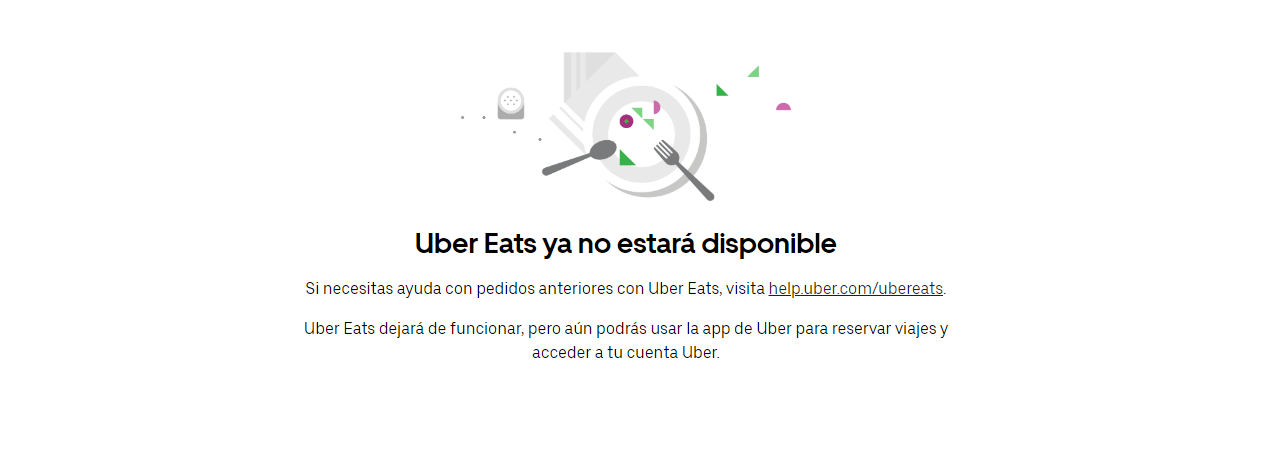 Uber Eats ya no estará disponible
Si necesitas ayuda con pedidos anteriores con Uber Eats, visita help.uber.com/ubereats.
Uber Eats dejará de funcionar, pero aún podrás usar la app de Uber para reservar viajes y
acceder a tu cuenta Uber.